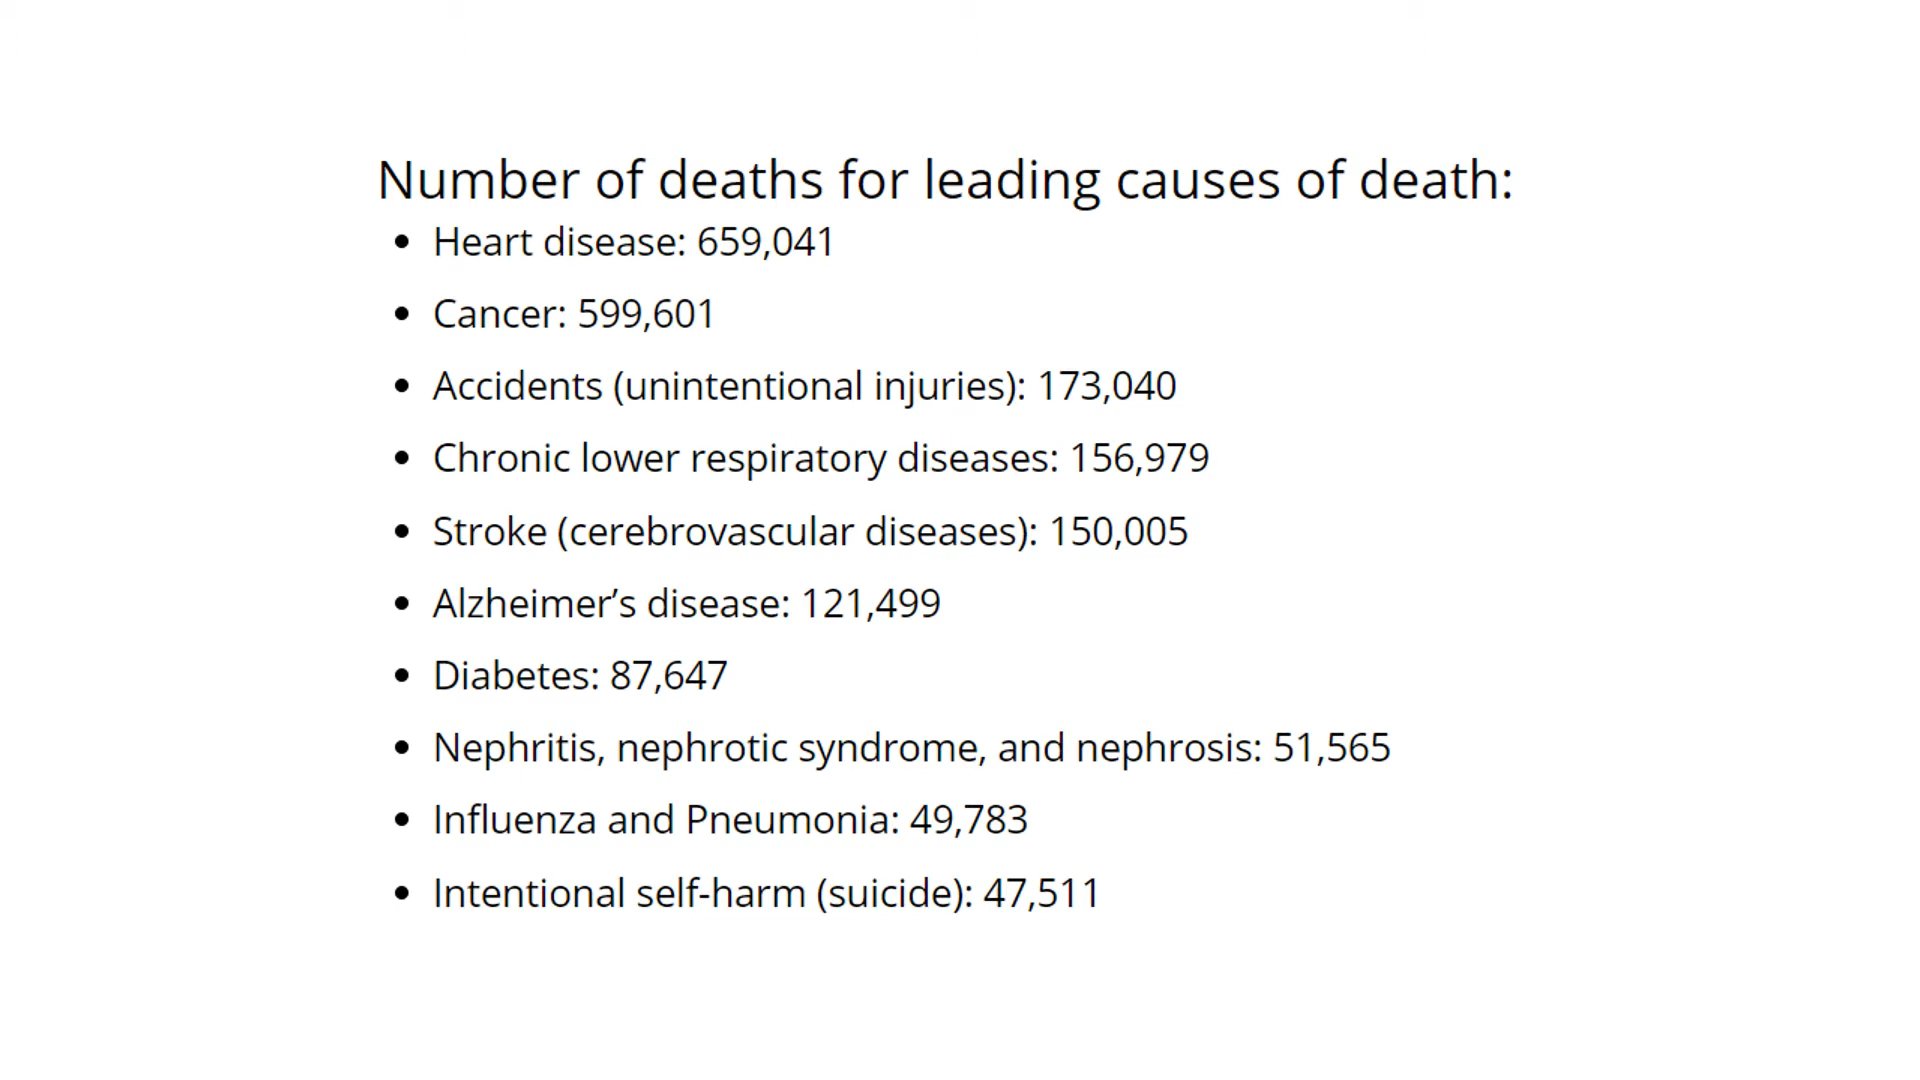 Number of deaths for leading causes of death:
• Heart disease: 659,041
• Cancer: 599,601
• Accidents (unintentional injuries): 173,040
• Chronic lower respiratory diseases: 156,979
• Stroke (cerebrovascular diseases): 150,005
• Alzheimer’s disease: 121,499
• Diabetes: 87,647
• Nephritis, nephrotic syndrome, and nephrosis: 51,565
• Influenza and Pneumonia: 49,783
• Intentional self-harm (suicide): 47,511